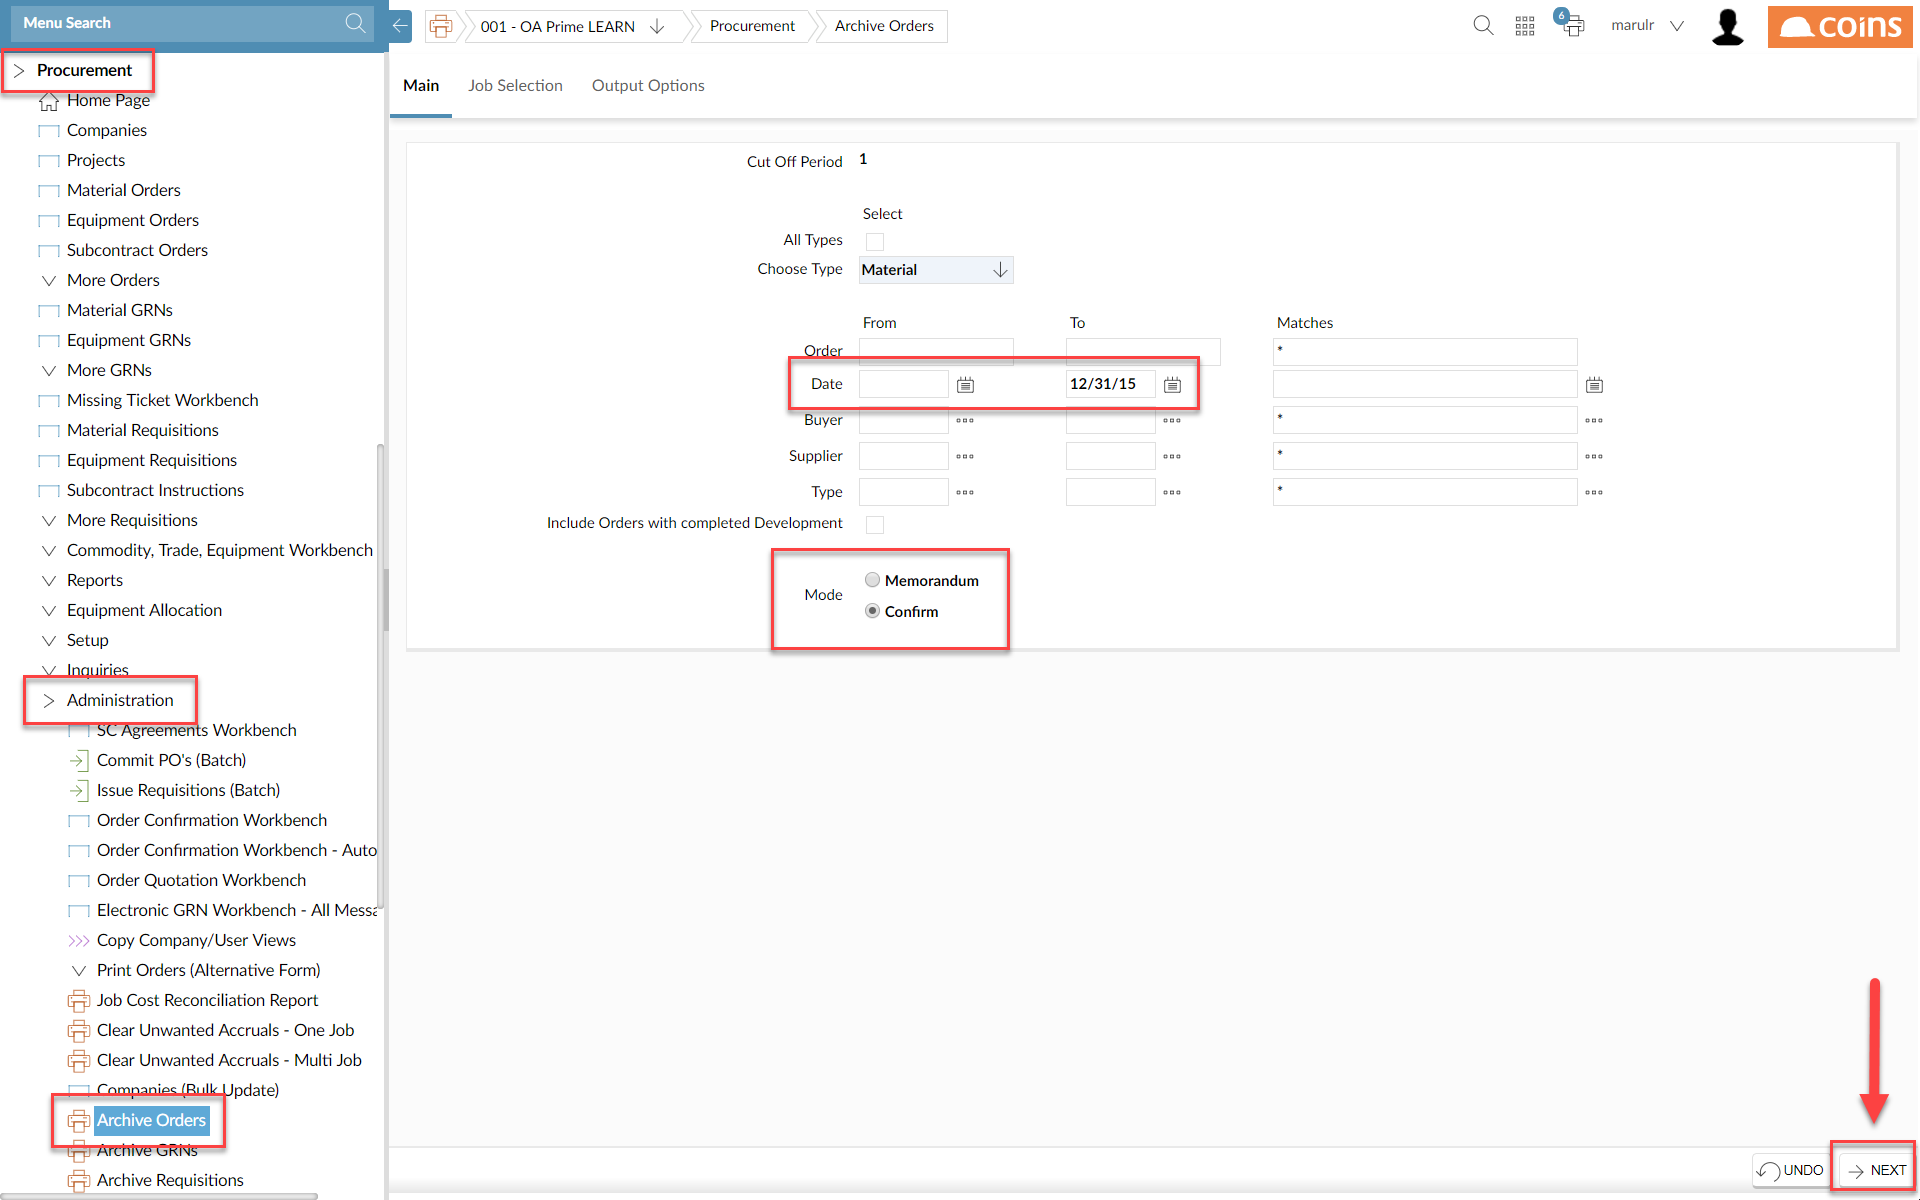 Menu Search
001 - OA Prime LEARN
Procurement
Archive Orders
6
marulr
coins
Procurement
Home Page
Companies
Projects
Material Orders
Equipment Orders
Subcontract Orders
More Orders
Material GRNs
Equipment GRNs
More GRNs
Missing Ticket Workbench
Material Requisitions
Equipment Requisitions
Subcontract Instructions
More Requisitions
Commodity, Trade, Equipment Workbench
Reports
Equipment Allocation
Setup
Inquiries
Administration
SC Agreements Workbench
Commit PO's (Batch)
Issue Requisitions (Batch)
Order Confirmation Workbench
Order Confirmation Workbench - Auto
Order Quotation Workbench
Electronic GRN Workbench - All Messa
Copy Company/User Views
Print Orders (Alternative Form)
Job Cost Reconciliation Report
Clear Unwanted Accruals - One Job
Clear Unwanted Accruals - Multi Job
Companies (Bulk Update)
Archive Orders
Archive GRNs
Archive Requisitions
Main
Job Selection
Output Options
Cut Off Period 1
Select
All Types
Choose Type Material
From To Matches
Order *
Date 12/31/15
Buyer *
Supplier *
Type *
Include Orders with completed Development
Mode
Memorandum
Confirm
UNDO
NEXT